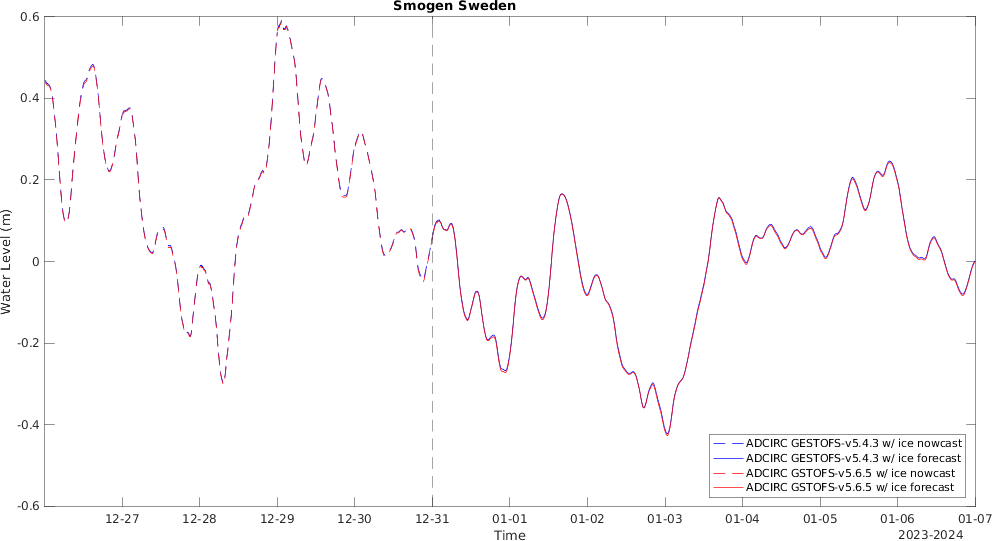 Smogen Sweden
0.6
0.4
0.2
0
-0.2
-0.4
-0.6
Water Level (m)
ADCIRC GESTOFS-v5.4.3 w/ ice nowcast
ADCIRC GESTOFS-v5.4.3 w/ ice forecast
ADCIRC GSTOFS-v5.6.5 w/ ice nowcast
ADCIRC GSTOFS-v5.6.5 w/ ice forecast
12-27 12-28 12-29 12-30 12-31 01-01 01-02 01-03 01-04 01-05 01-06 01-07
Time
2023-2024